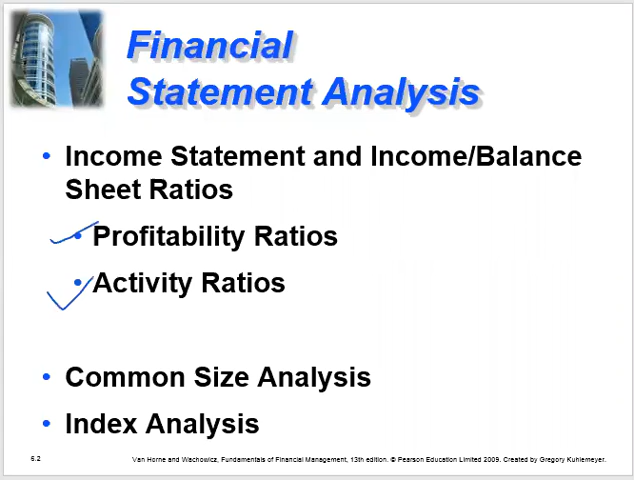 Financial
Statement Analysis
• Income Statement and Income/Balance
Sheet Ratios
• Profitability Ratios
• Activity Ratios
• Common Size Analysis
• Index Analysis
6.2
Van Horne and Wachowicz, Fundamentals of Financial Management, 13th edition. © Pearson Education Limited 2009. Created by Gregory Kuhlemeyer.